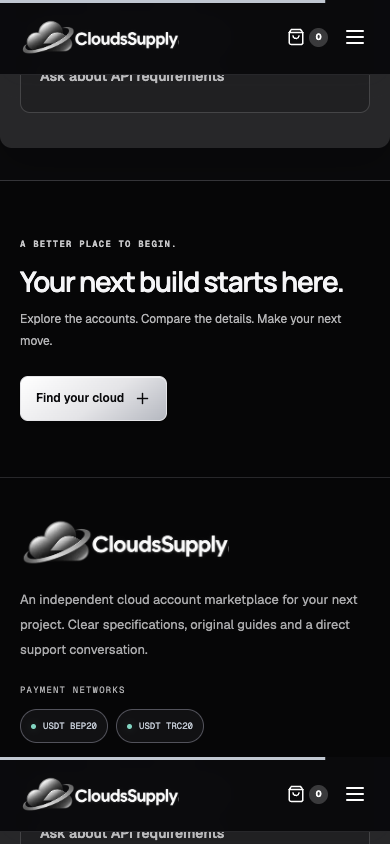 CloudsSupply
0
Ask about API requirements
A BETTER PLACE TO BEGIN.
Your next build starts here.
Explore the accounts. Compare the details. Make your next
move.
Find your cloud
CloudsSupply
An independent cloud account marketplace for your next
project. Clear specifications, original guides and a direct
support conversation.
PAYMENT NETWORKS
USDT BEP20
USDT TRC20
CloudsSupply
0
Ask about API requirements